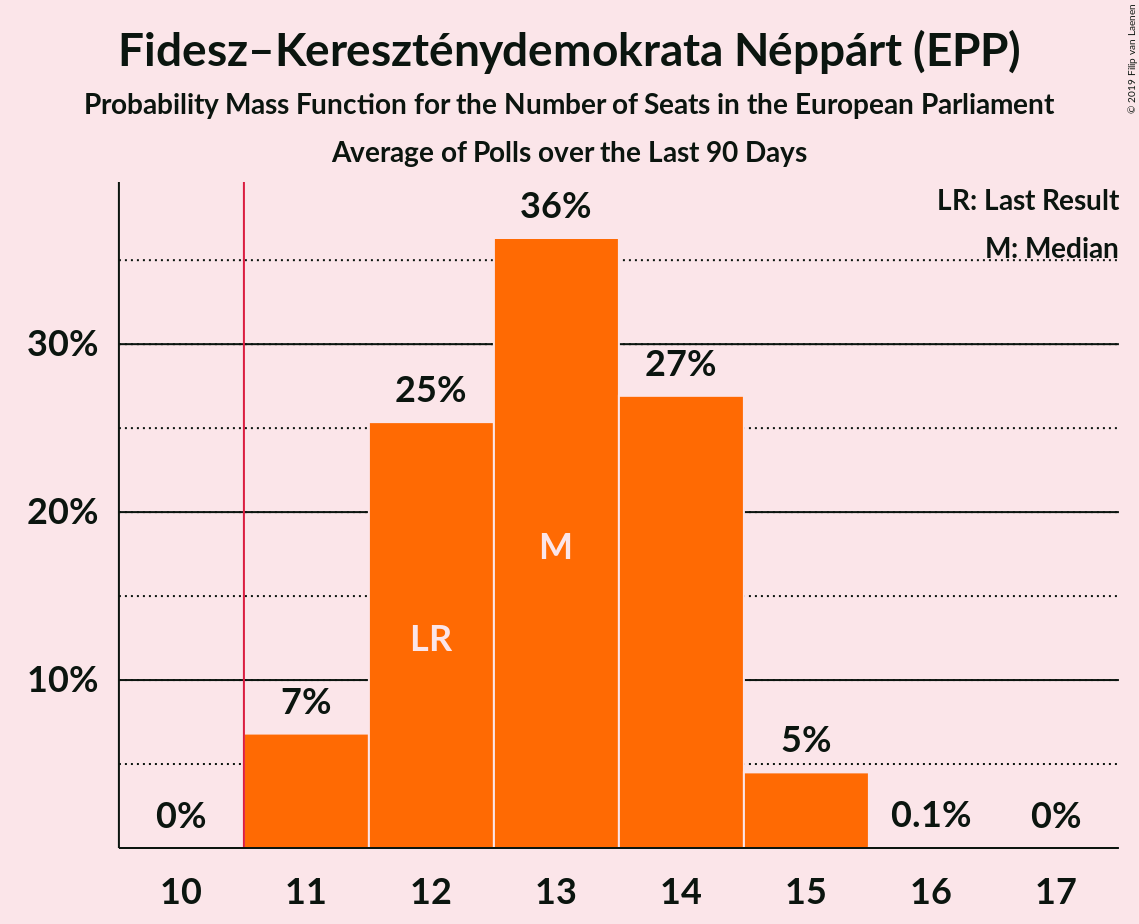 Fidesz–Kereszténydemokrata Néppárt (EPP)
Probability Mass Function for the Number of Seats in the European Parliament
Average of Polls over the Last 90 Days
© 2019 Filip van Laenen
LR: Last Result
M: Median
36%
30%
27%
25%
20%
M
LR
10%
7%
5%
0%
0.1%
0%
10 11 12 13 14 15 16 17